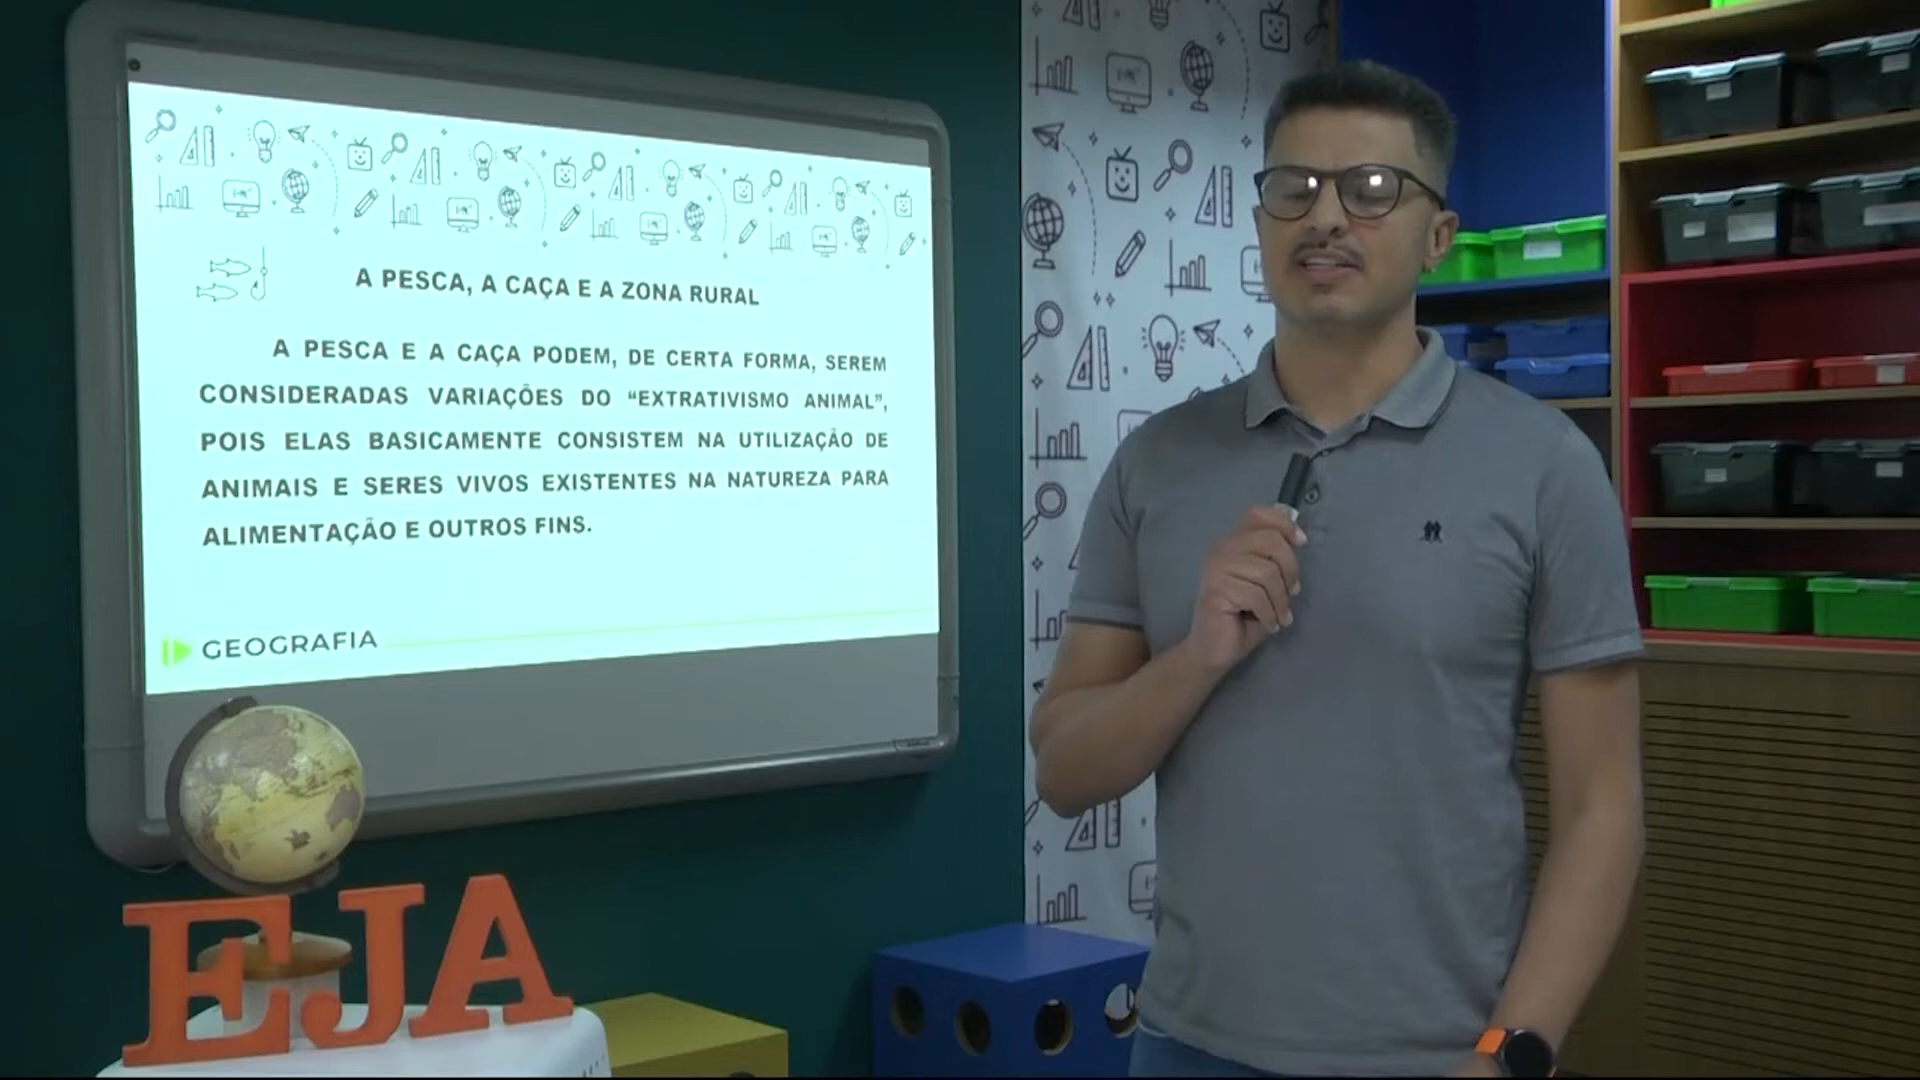 A PESCA, A CAÇA E A ZONA RURAL
A PESCA E A CAÇA PODEM, DE CERTA FORMA, SEREM
CONSIDERADAS VARIAÇÕES DO “EXTRATIVISMO ANIMAL”,
POIS ELAS BASICAMENTE CONSISTEM NA UTILIZAÇÃO DE
ANIMAIS E SERES VIVOS EXISTENTES NA NATUREZA PARA
ALIMENTAÇÃO E OUTROS FINS.
GEOGRAFIA
EJA